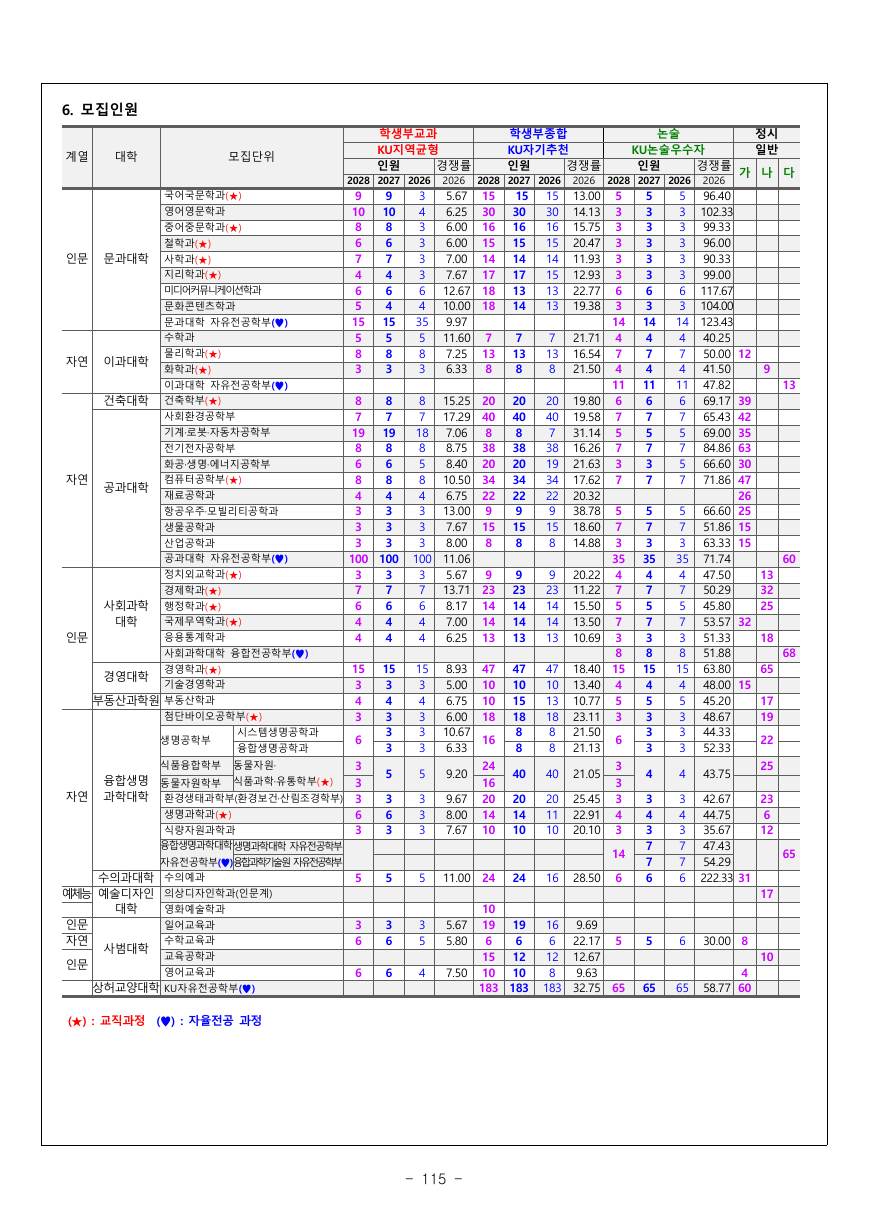 6. 모집인원
계열 대학 모집단위 학생부교과 학생부종합 논술 정시
KU지역균형 KU자기추천 KU논술우수자 일반
인원 경쟁률 인원 경쟁률 인원 경쟁률 가 나 다
2028 2027 2026 2026 2028 2027 2026 2026 2028 2027 2026 2026
인문 문과대학 국어국문학과(★) 9 9 3 5.67 15 15 15 13.00 5 5 5 96.40
영어영문학과 10 10 4 6.25 30 30 30 14.13 3 3 3 102.33
중어중문학과(★) 8 8 3 6.00 16 16 16 15.75 3 3 3 99.33
철학과(★) 6 6 3 6.00 15 15 15 20.47 3 3 3 96.00
사학과(★) 7 7 3 7.00 14 14 14 11.93 3 3 3 90.33
지리학과(★) 4 4 3 7.67 17 17 15 12.93 3 3 3 99.00
미디어커뮤니케이션학과 6 6 6 12.67 18 13 13 22.77 6 6 6 117.67
문화콘텐츠학과 5 4 4 10.00 18 14 13 19.38 3 3 3 104.00
문과대학 자유전공학부(♥) 15 15 35 9.97 14 14 14 123.43
자연 이과대학 수학과 5 5 5 11.60 7 7 7 21.71 4 4 4 40.25
물리학과(★) 8 8 8 7.25 13 13 13 16.54 7 7 7 50.00 12
화학과(★) 3 3 3 6.33 8 8 8 21.50 4 4 4 41.50 9
이과대학 자유전공학부(♥) 11 11 11 47.82 13
자연 건축대학 건축학부(★) 8 8 8 15.25 20 20 20 19.80 6 6 6 69.17 39
공과대학 사회환경공학부 7 7 7 17.29 40 40 40 19.58 7 7 7 65.43 42
기계·로봇·자동차공학부 19 19 18 7.06 8 8 7 31.14 5 5 5 69.00 35
전기전자공학부 8 8 8 8.75 38 38 38 16.26 7 7 7 84.86 63
화공·생명·에너지공학부 6 6 5 8.40 20 20 19 21.63 3 3 5 66.60 30
컴퓨터공학부(★) 8 8 8 10.50 34 34 34 17.62 7 7 7 71.86 47
재료공학과 4 4 4 6.75 22 22 22 20.32 26
항공우주·모빌리티공학과 3 3 3 13.00 9 9 9 38.78 5 5 5 66.60 25
생물공학과 3 3 3 7.67 15 15 15 18.60 7 7 7 51.86 15
산업공학과 3 3 3 8.00 8 8 8 14.88 3 3 3 63.33 15
공과대학 자유전공학부(♥) 100 100 100 11.06 35 35 35 71.74 60
인문 사회과학대학 정치외교학과(★) 3 3 3 5.67 9 9 9 20.22 4 4 4 47.50 13
경제학과(★) 7 7 7 13.71 23 23 23 11.22 7 7 7 50.29 32
행정학과(★) 6 6 6 8.17 14 14 14 15.50 5 5 5 45.80 25
국제무역학과(★) 4 4 4 7.00 14 14 14 13.50 7 7 7 53.57 32
응용통계학과 4 4 4 6.25 13 13 13 10.69 3 3 3 51.33 18
사회과학대학 융합전공학부(♥) 8 8 8 51.88 68
경영대학 경영학과(★) 15 15 15 8.93 47 47 47 18.40 15 15 15 63.80 65
기술경영학과 3 3 3 5.00 10 10 10 13.40 4 4 4 48.00 15
부동산과학원 부동산학과 4 4 4 6.75 10 15 13 10.77 5 5 5 45.20 17
자연 융합생명과학대학 첨단바이오공학부(★) 3 3 3 6.00 18 18 18 23.11 3 3 3 48.67 19
생명공학부 시스템생명공학과 6 3 3 10.67 16 8 8 21.50 6 3 3 44.33 22
융합생명공학과 3 3 6.33 8 8 21.13 3 3 52.33
식품융합학부 동물자원· 3 5 5 9.20 24 40 40 21.05 3 4 4 43.75 25
동물자원학부 식품과학·유통학부(★) 3 16 3
환경생태학부(환경보건·산림조경학부) 3 3 3 9.67 20 20 20 25.45 3 3 3 42.67 23
생명과학과(★) 6 6 3 8.00 14 14 11 22.91 4 4 4 44.75 6
식량자원과학과 3 3 3 7.67 10 10 10 20.10 3 3 3 35.67 12
융합생명과학대학 생명과학대학 자유전공학부 14 7 7 47.43 65
자유전공학부(♥) 융합과학기술원 자유전공학부 7 7 54.29
수의과대학 수의예과 5 5 5 11.00 24 24 16 28.50 6 6 6 222.33 31
예체능 예술디자인대학 의상디자인학과(인문계) 17
영화예술학과 10
인문 사범대학 일어교육과 3 3 3 5.67 19 19 16 9.69
자연 수학교육과 6 6 5 5.80 6 6 6 22.17 5 5 6 30.00 8
인문 교육공학과 15 12 12 12.67 10
영어교육과 6 6 4 7.50 10 10 8 9.63 4
상허교양대학 KU자유전공학부(♥) 183 183 183 32.75 65 65 65 58.77 60
(★) : 교직과정 (♥) : 자율전공 과정
- 115 -